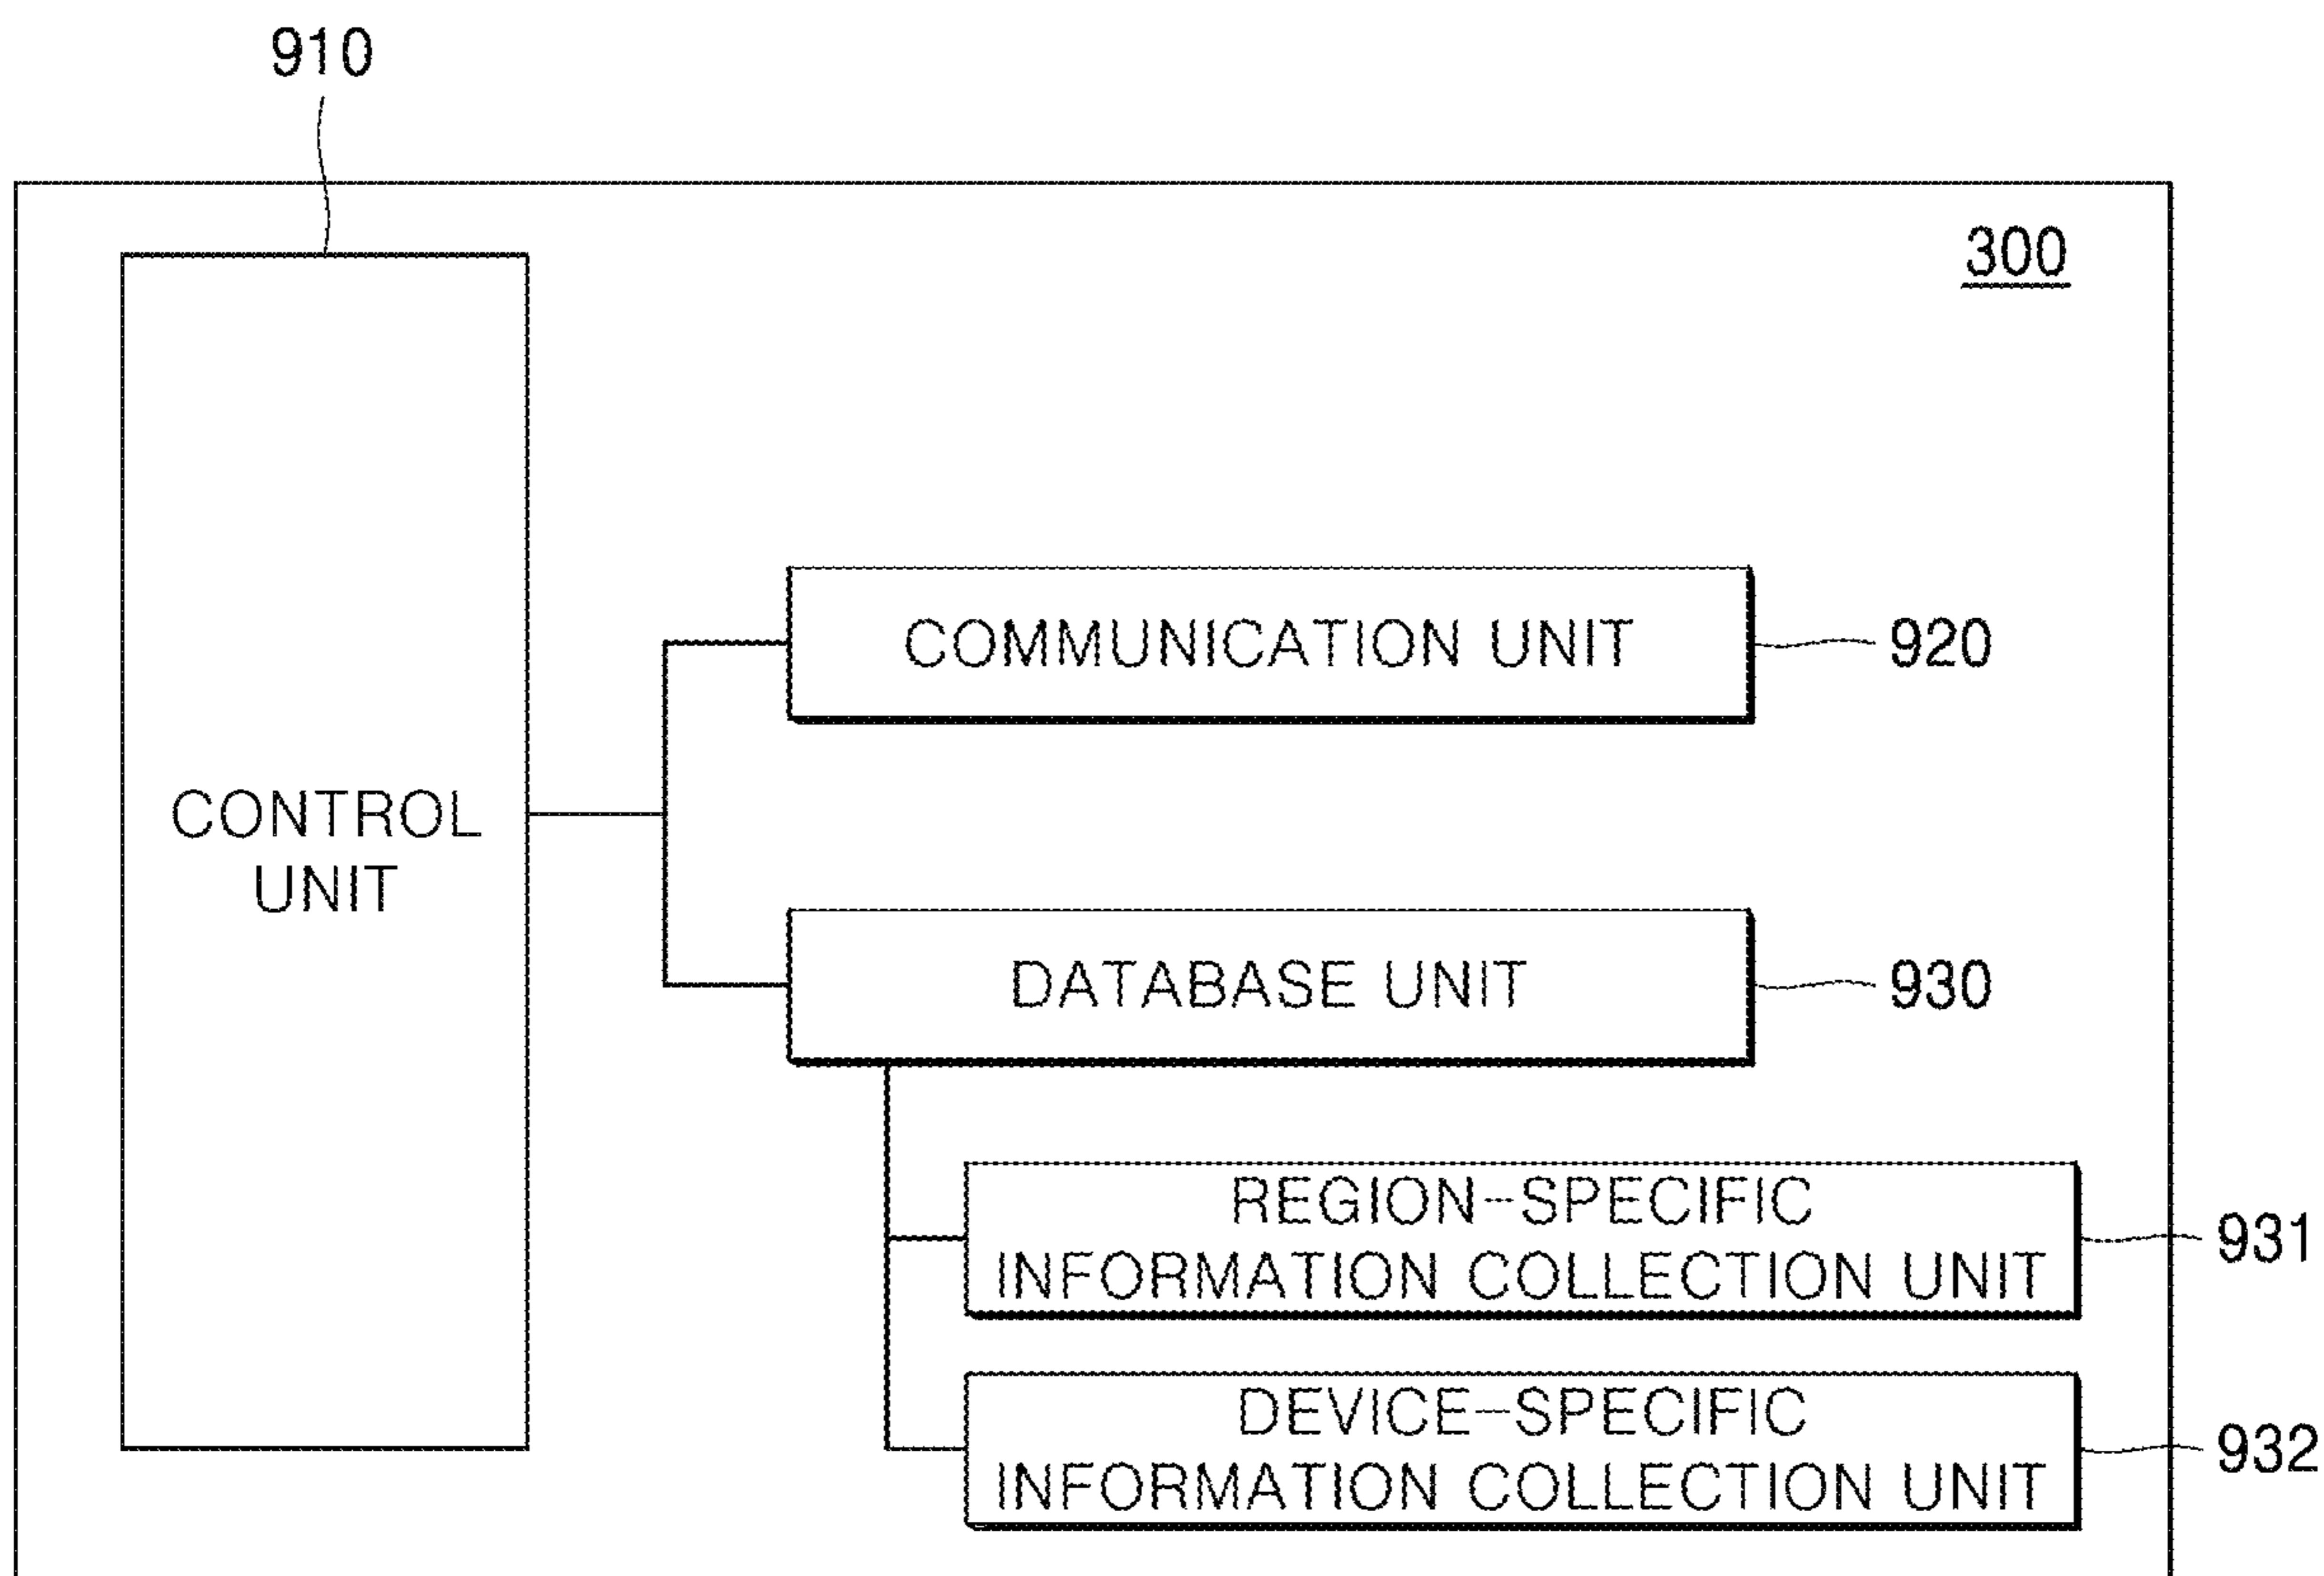 910
300
COMMUNICATION UNIT
920
CONTROL
UNIT
DATABASE UNIT
930
REGION-SPECIFIC
INFORMATION COLLECTION UNIT
931
DEVICE-SPECIFIC
INFORMATION COLLECTION UNIT
932